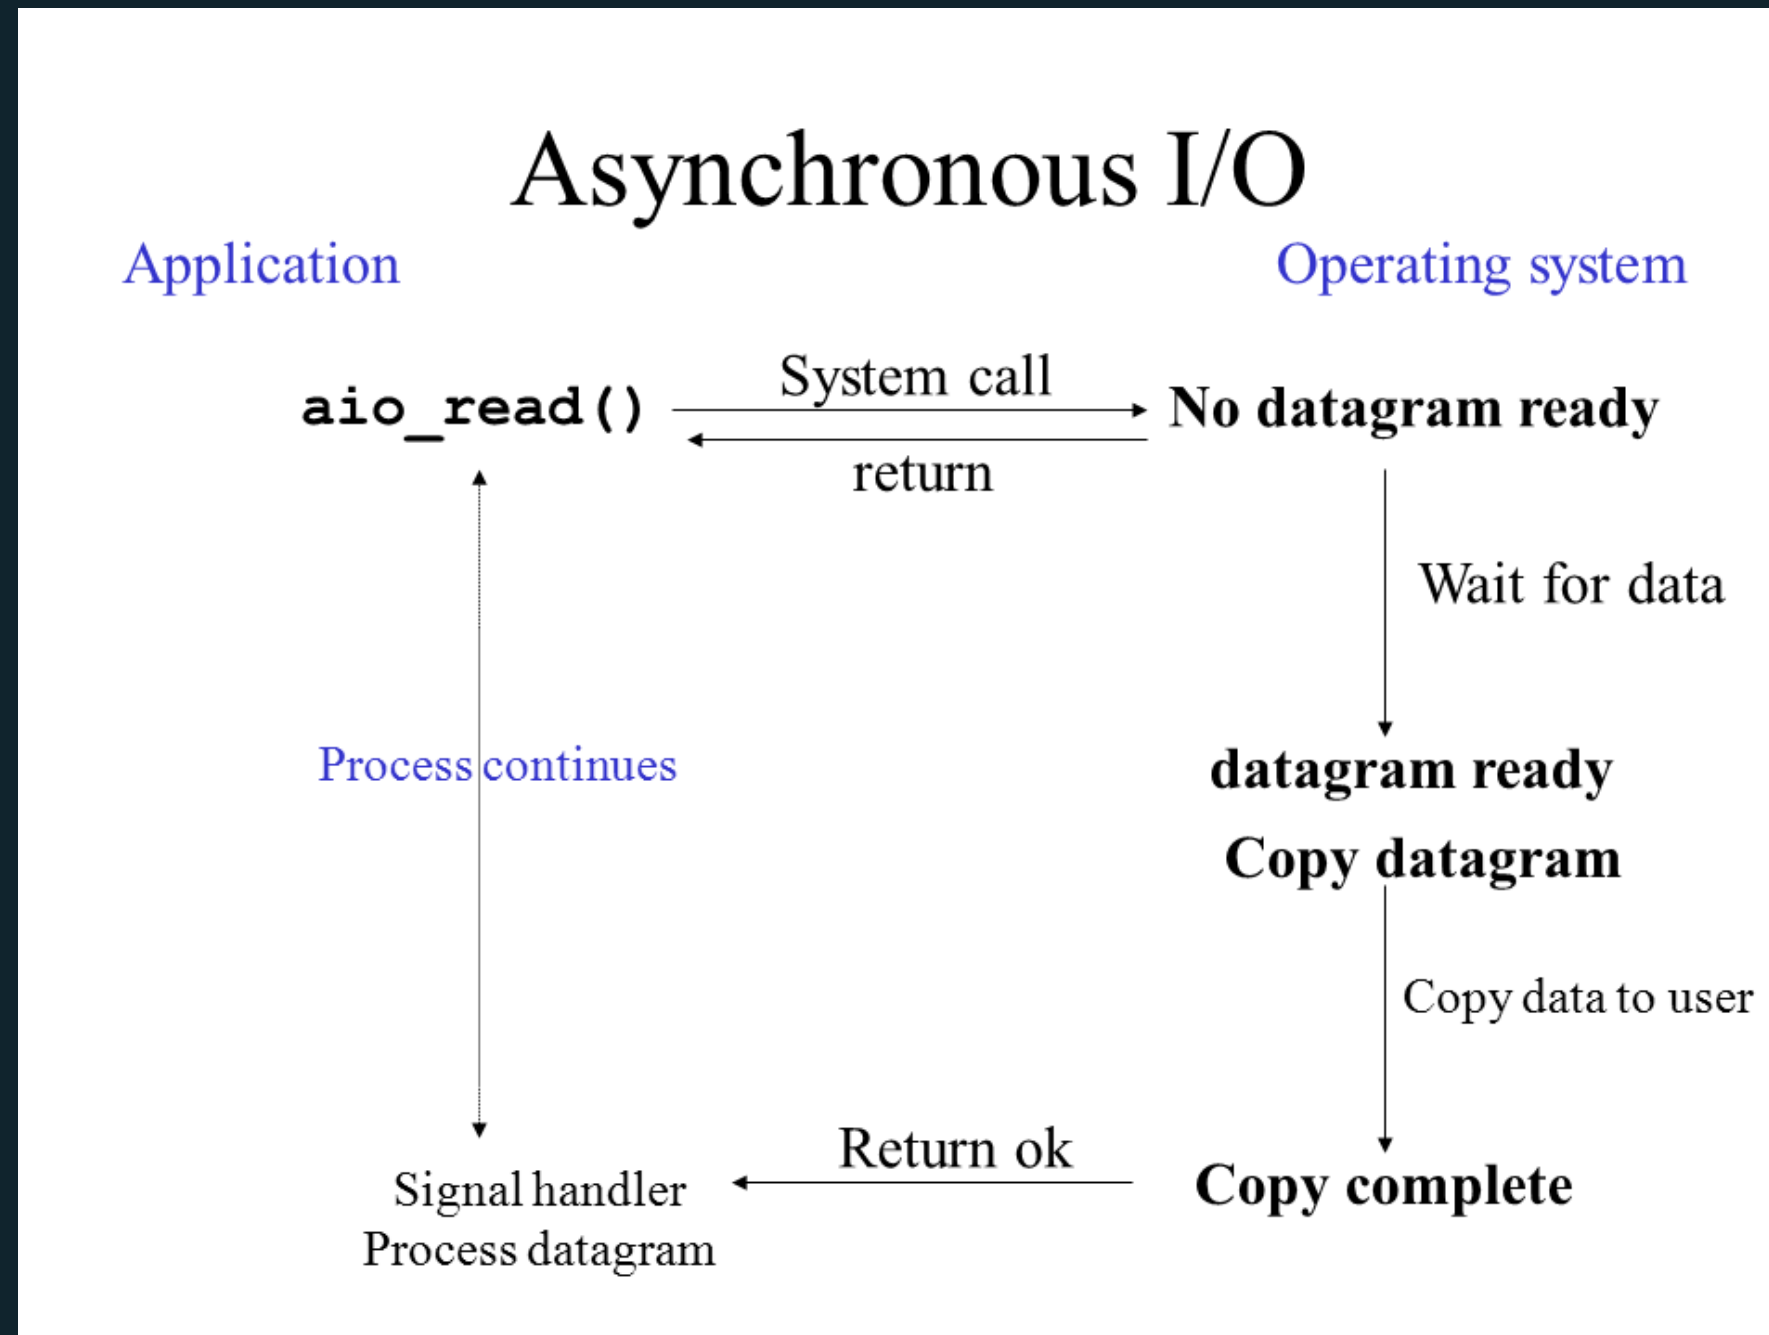 Asynchronous I/O
Application
Operating system
aio_read()
System call
No datagram ready
return
Wait for data
Process continues
datagram ready
Copy datagram
Copy data to user
Return ok
Signal handler
Copy complete
Process datagram